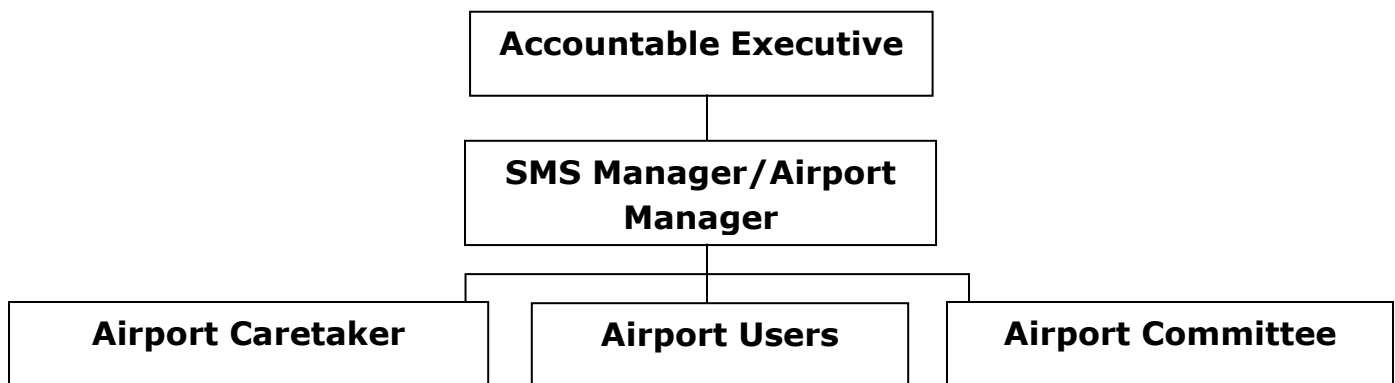 Accountable Executive
SMS Manager/Airport
Manager
Airport Caretaker
Airport Users
Airport Committee